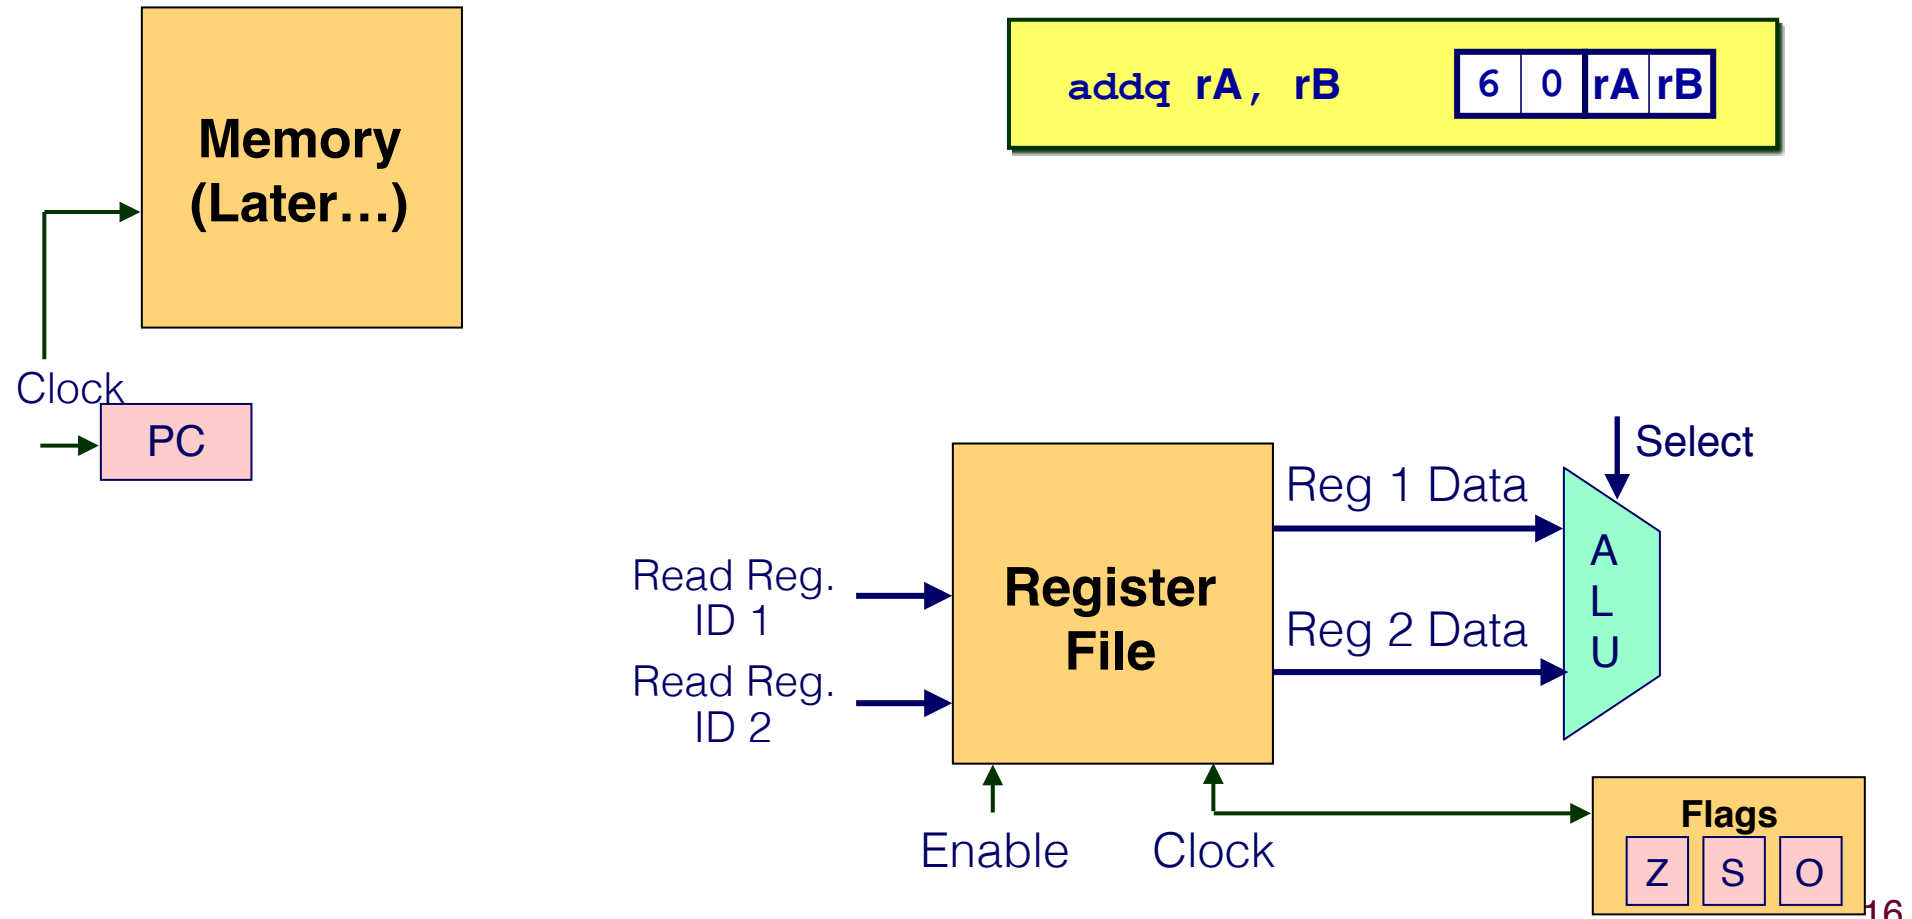 Memory
(Later…)
addq rA, rB
6 0 rA rB
Clock
PC
Select
Reg 1 Data
Read Reg.
ID 1
Register
File
A
L
U
Reg 2 Data
Read Reg.
ID 2
Enable
Clock
Flags
Z S O
16